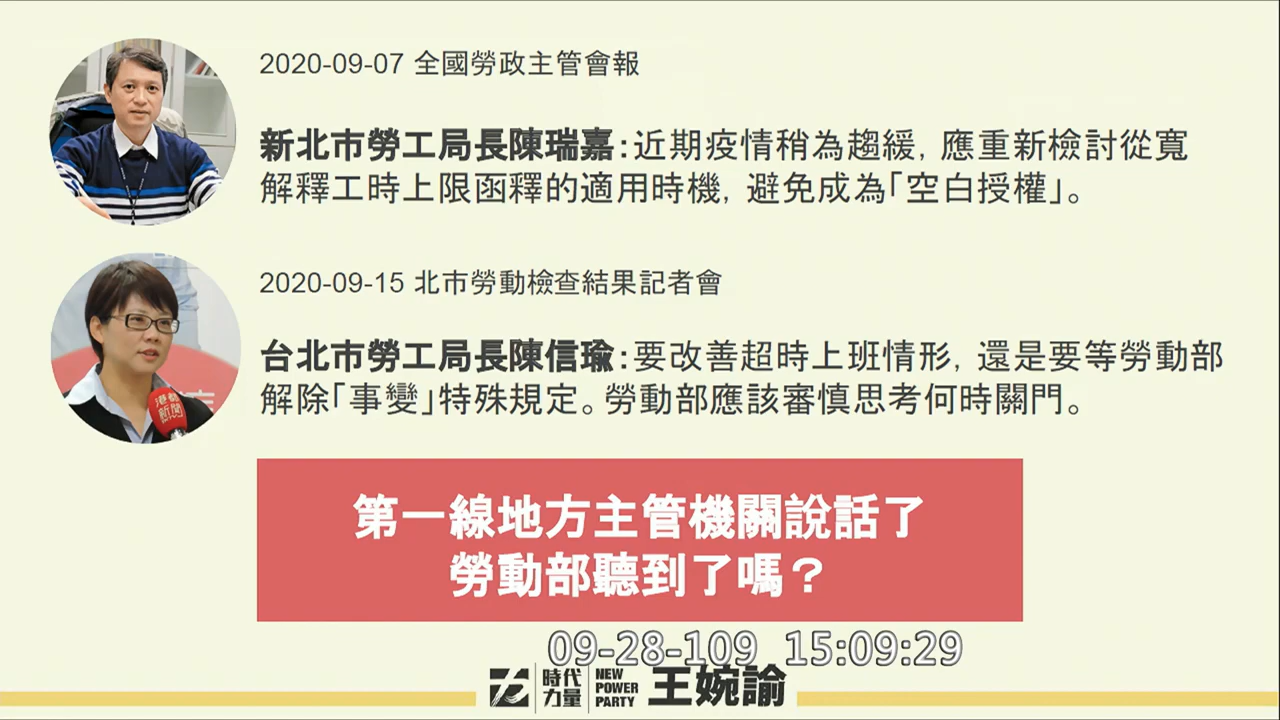 2020-09-07 全國勞政主管會報
新北市勞工局長陳瑞嘉：近期疫情稍為趨緩，應重新檢討從寬
解釋工時上限函釋的適用時機，避免成為「空白授權」。
2020-09-15 北市勞動檢查結果記者會
台北市勞工局長陳信瑜：要改善超時上班情形，還是要等勞動部
解除「事變」特殊規定。勞動部應該審慎思考何時關門。
第一線地方主管機關說話了
勞動部聽到了嗎？
09-28-109 15:09:29
時代力量 NEW POWER PARTY 王婉諭